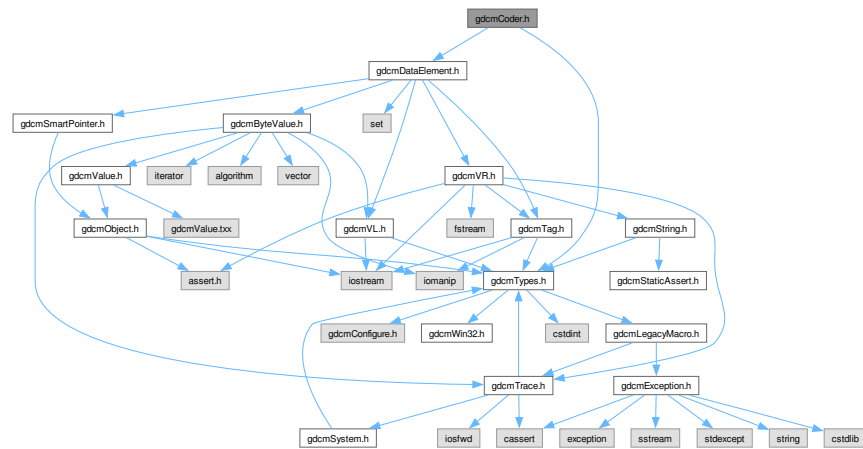 gdcmCoder.h
gdcmDataElement.h
gdcmSmartPointer.h
gdcmByteValue.h
set
gdcmValue.h
iterator
algorithm
vector
gdcmVR.h
gdcmObject.h
gdcmValue.txx
gdcmVL.h
fstream
gdcmTag.h
gdcmString.h
assert.h
iostream
iomanip
gdcmTypes.h
gdcmStaticAssert.h
gdcmConfigure.h
gdcmWin32.h
cstdint
gdcmLegacyMacro.h
gdcmTrace.h
gdcmException.h
gdcmSystem.h
iosfwd
cassert
exception
sstream
stdexcept
string
cstdlib